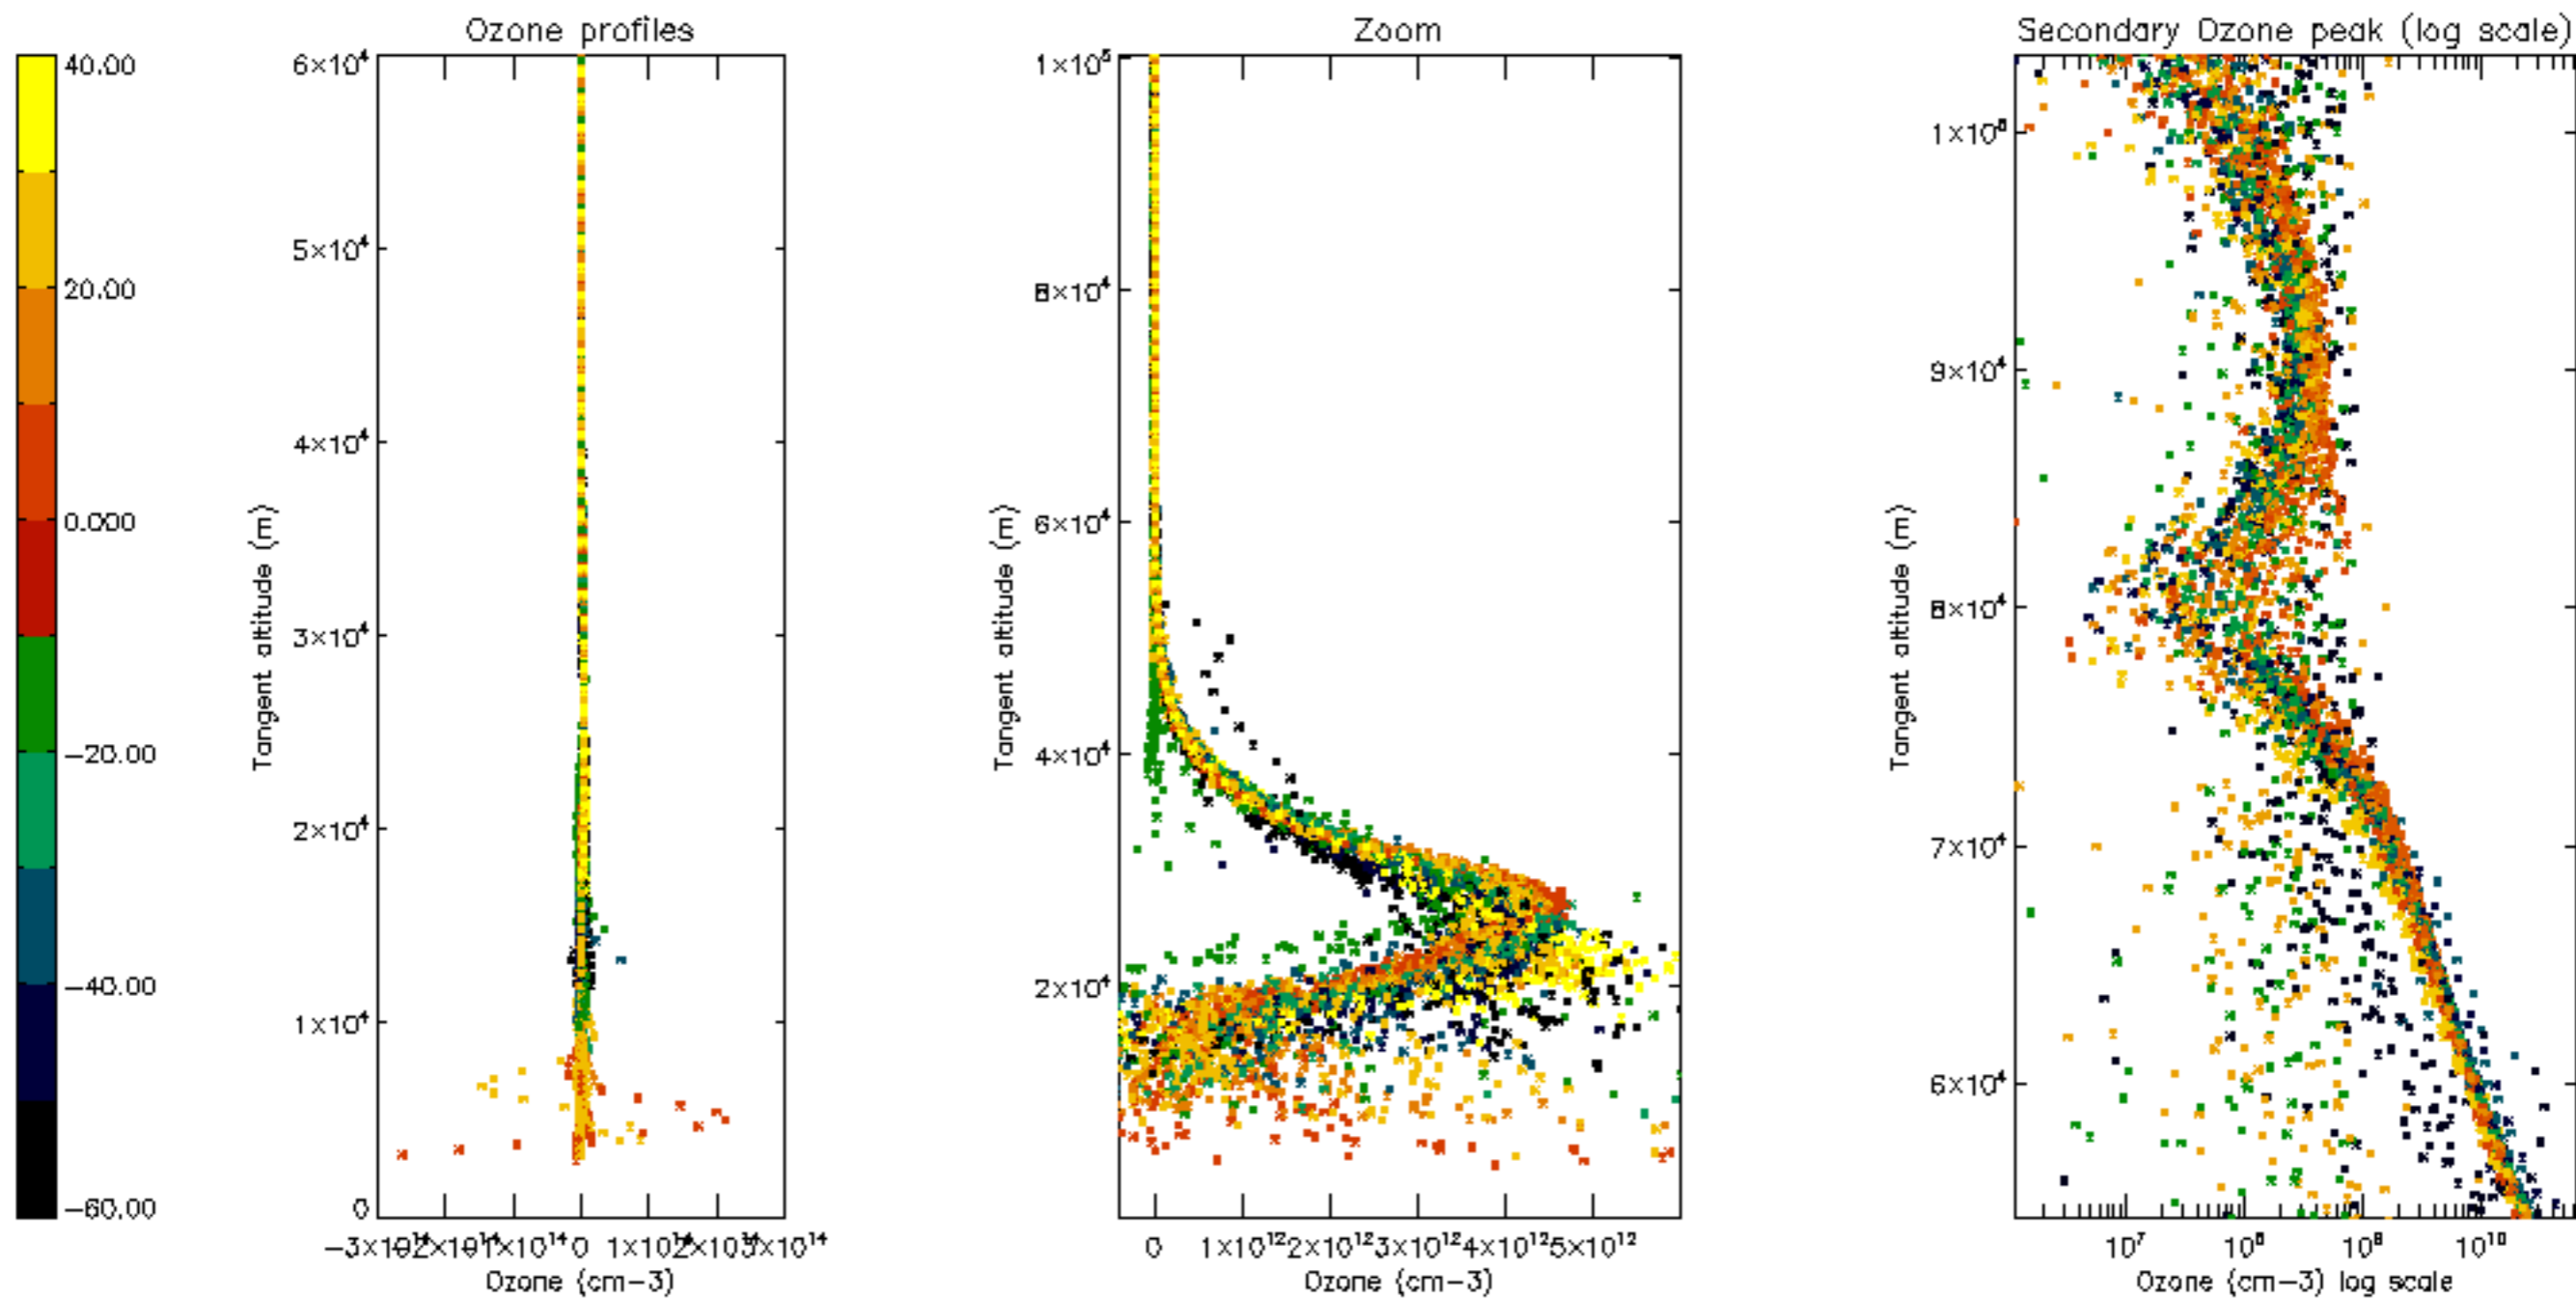 Ozone profiles
Zoom
Secondary Ozone peak (log scale)
40.00
20.00
0.000
−20.00
−40.00
−60.00
6×10⁴
5×10⁴
4×10⁴
3×10⁴
2×10⁴
1×10⁴
0
Tangent altitude (m)
0
Ozone (cm−3)
1×10⁵
8×10⁴
6×10⁴
4×10⁴
2×10⁴
Tangent altitude (m)
0 1×10¹² 2×10¹² 3×10¹² 4×10¹² 5×10¹²
Ozone (cm−3)
9×10⁴
8×10⁴
7×10⁴
6×10⁴
Tangent altitude (m)
10⁷ 10⁸ 10⁹ 10¹⁰
Ozone (cm−3) log scale